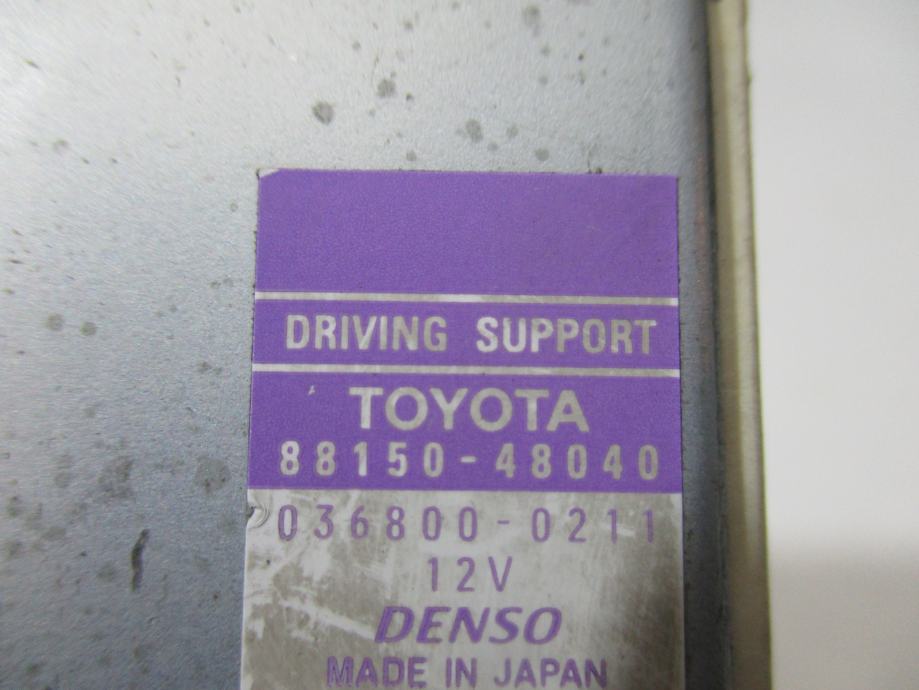 DRIVING SUPPORT
TOYOTA
88150-48040
036800-0211
12V
DENSO
MADE IN JAPAN